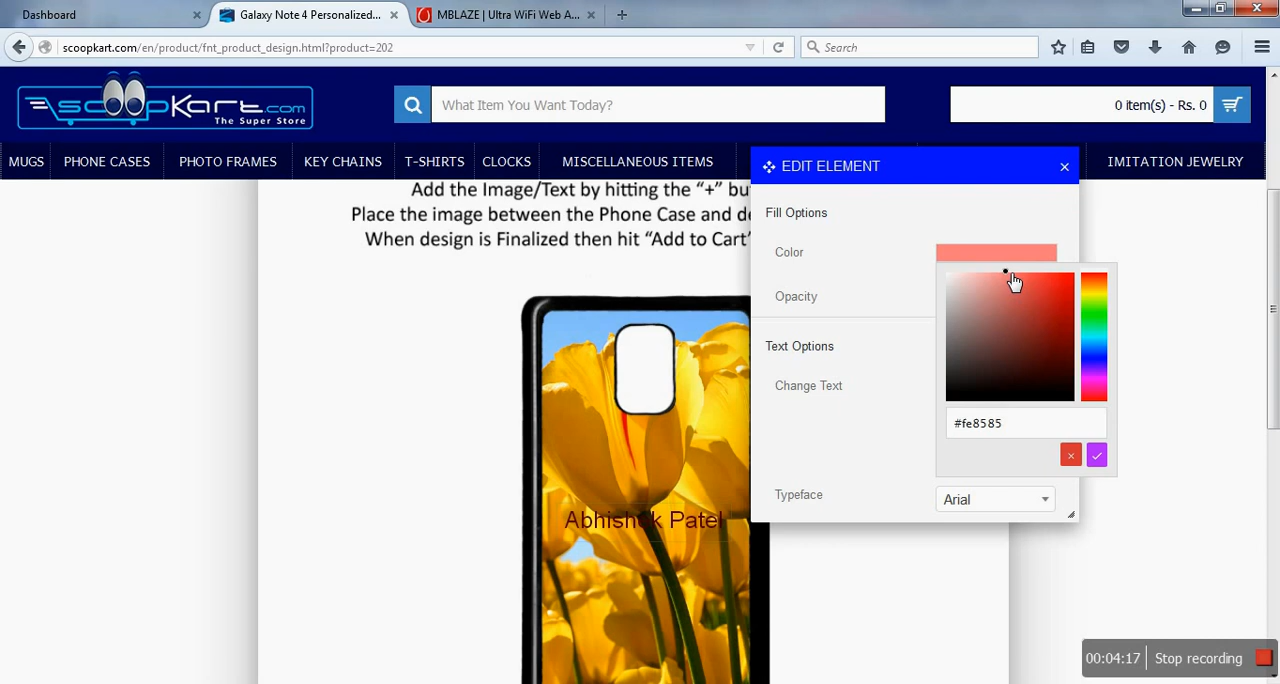 Dashboard
Galaxy Note 4 Personalized...
MBLAZE | Ultra WiFi Web A...
scoopkart.com/en/product/fnt_product_design.html?product=202
Search
scoopKart.com
The Super Store
What Item You Want Today?
0 item(s) - Rs. 0
MUGS
PHONE CASES
PHOTO FRAMES
KEY CHAINS
T-SHIRTS
CLOCKS
MISCELLANEOUS ITEMS
IMITATION JEWELRY
EDIT ELEMENT
Add the Image/Text by hitting the “+” bu
Place the image between the Phone Case and de
When design is Finalized then hit “Add to Cart”
Fill Options
Color
Opacity
Text Options
Change Text
#fe8585
Typeface
Arial
Abhishek Patel
00:04:17
Stop recording